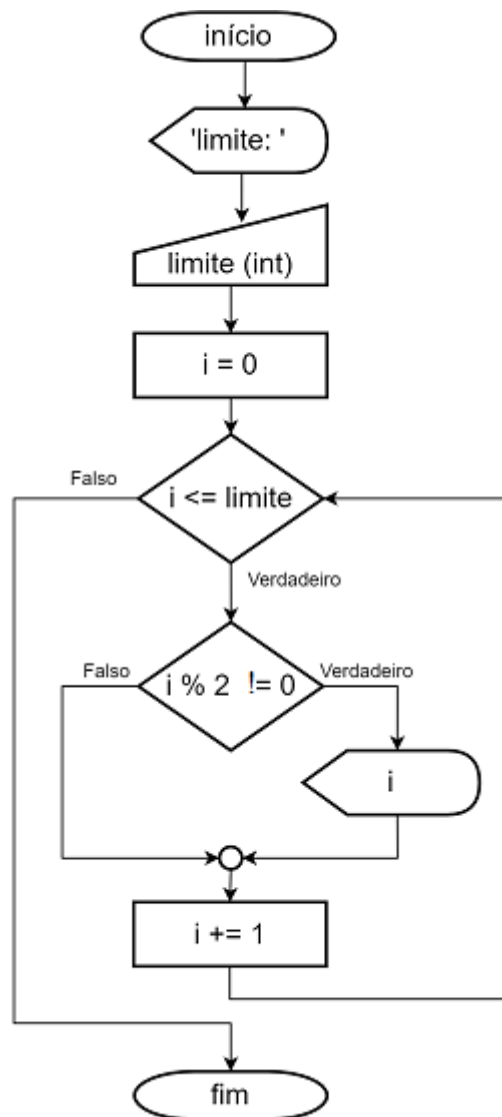 início
'limite: '
limite (int)
i = 0
Falso
i <= limite
Verdadeiro
Falso
i % 2 != 0
Verdadeiro
i
i += 1
fim